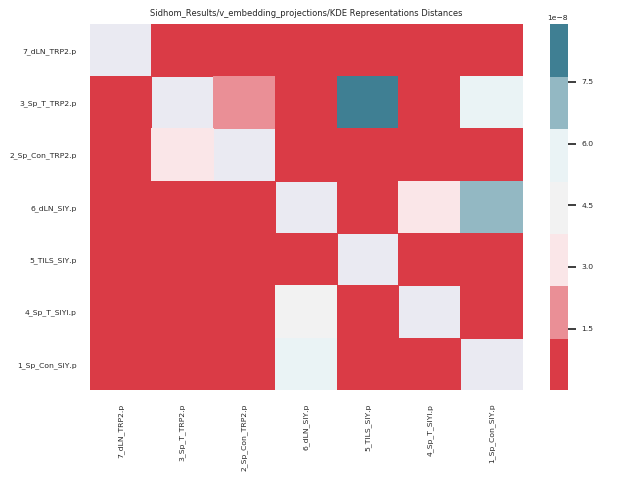 Sidhom_Results/v_embedding_projections/KDE Representations Distances
1e−8
7_dLN_TRP2.p
3_Sp_T_TRP2.p
2_Sp_Con_TRP2.p
6_dLN_SIY.p
5_TILS_SIY.p
4_Sp_T_SIYI.p
1_Sp_Con_SIY.p
7.5
6.0
4.5
3.0
1.5
7_dLN_TRP2.p
3_Sp_T_TRP2.p
2_Sp_Con_TRP2.p
6_dLN_SIY.p
5_TILS_SIY.p
4_Sp_T_SIYI.p
1_Sp_Con_SIY.p